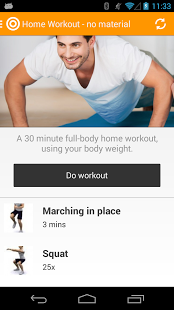 11:33
Home Workout - no material
A 30 minute full-body home workout,
using your body weight.
Do workout
Marching in place
3 mins
Squat
25x